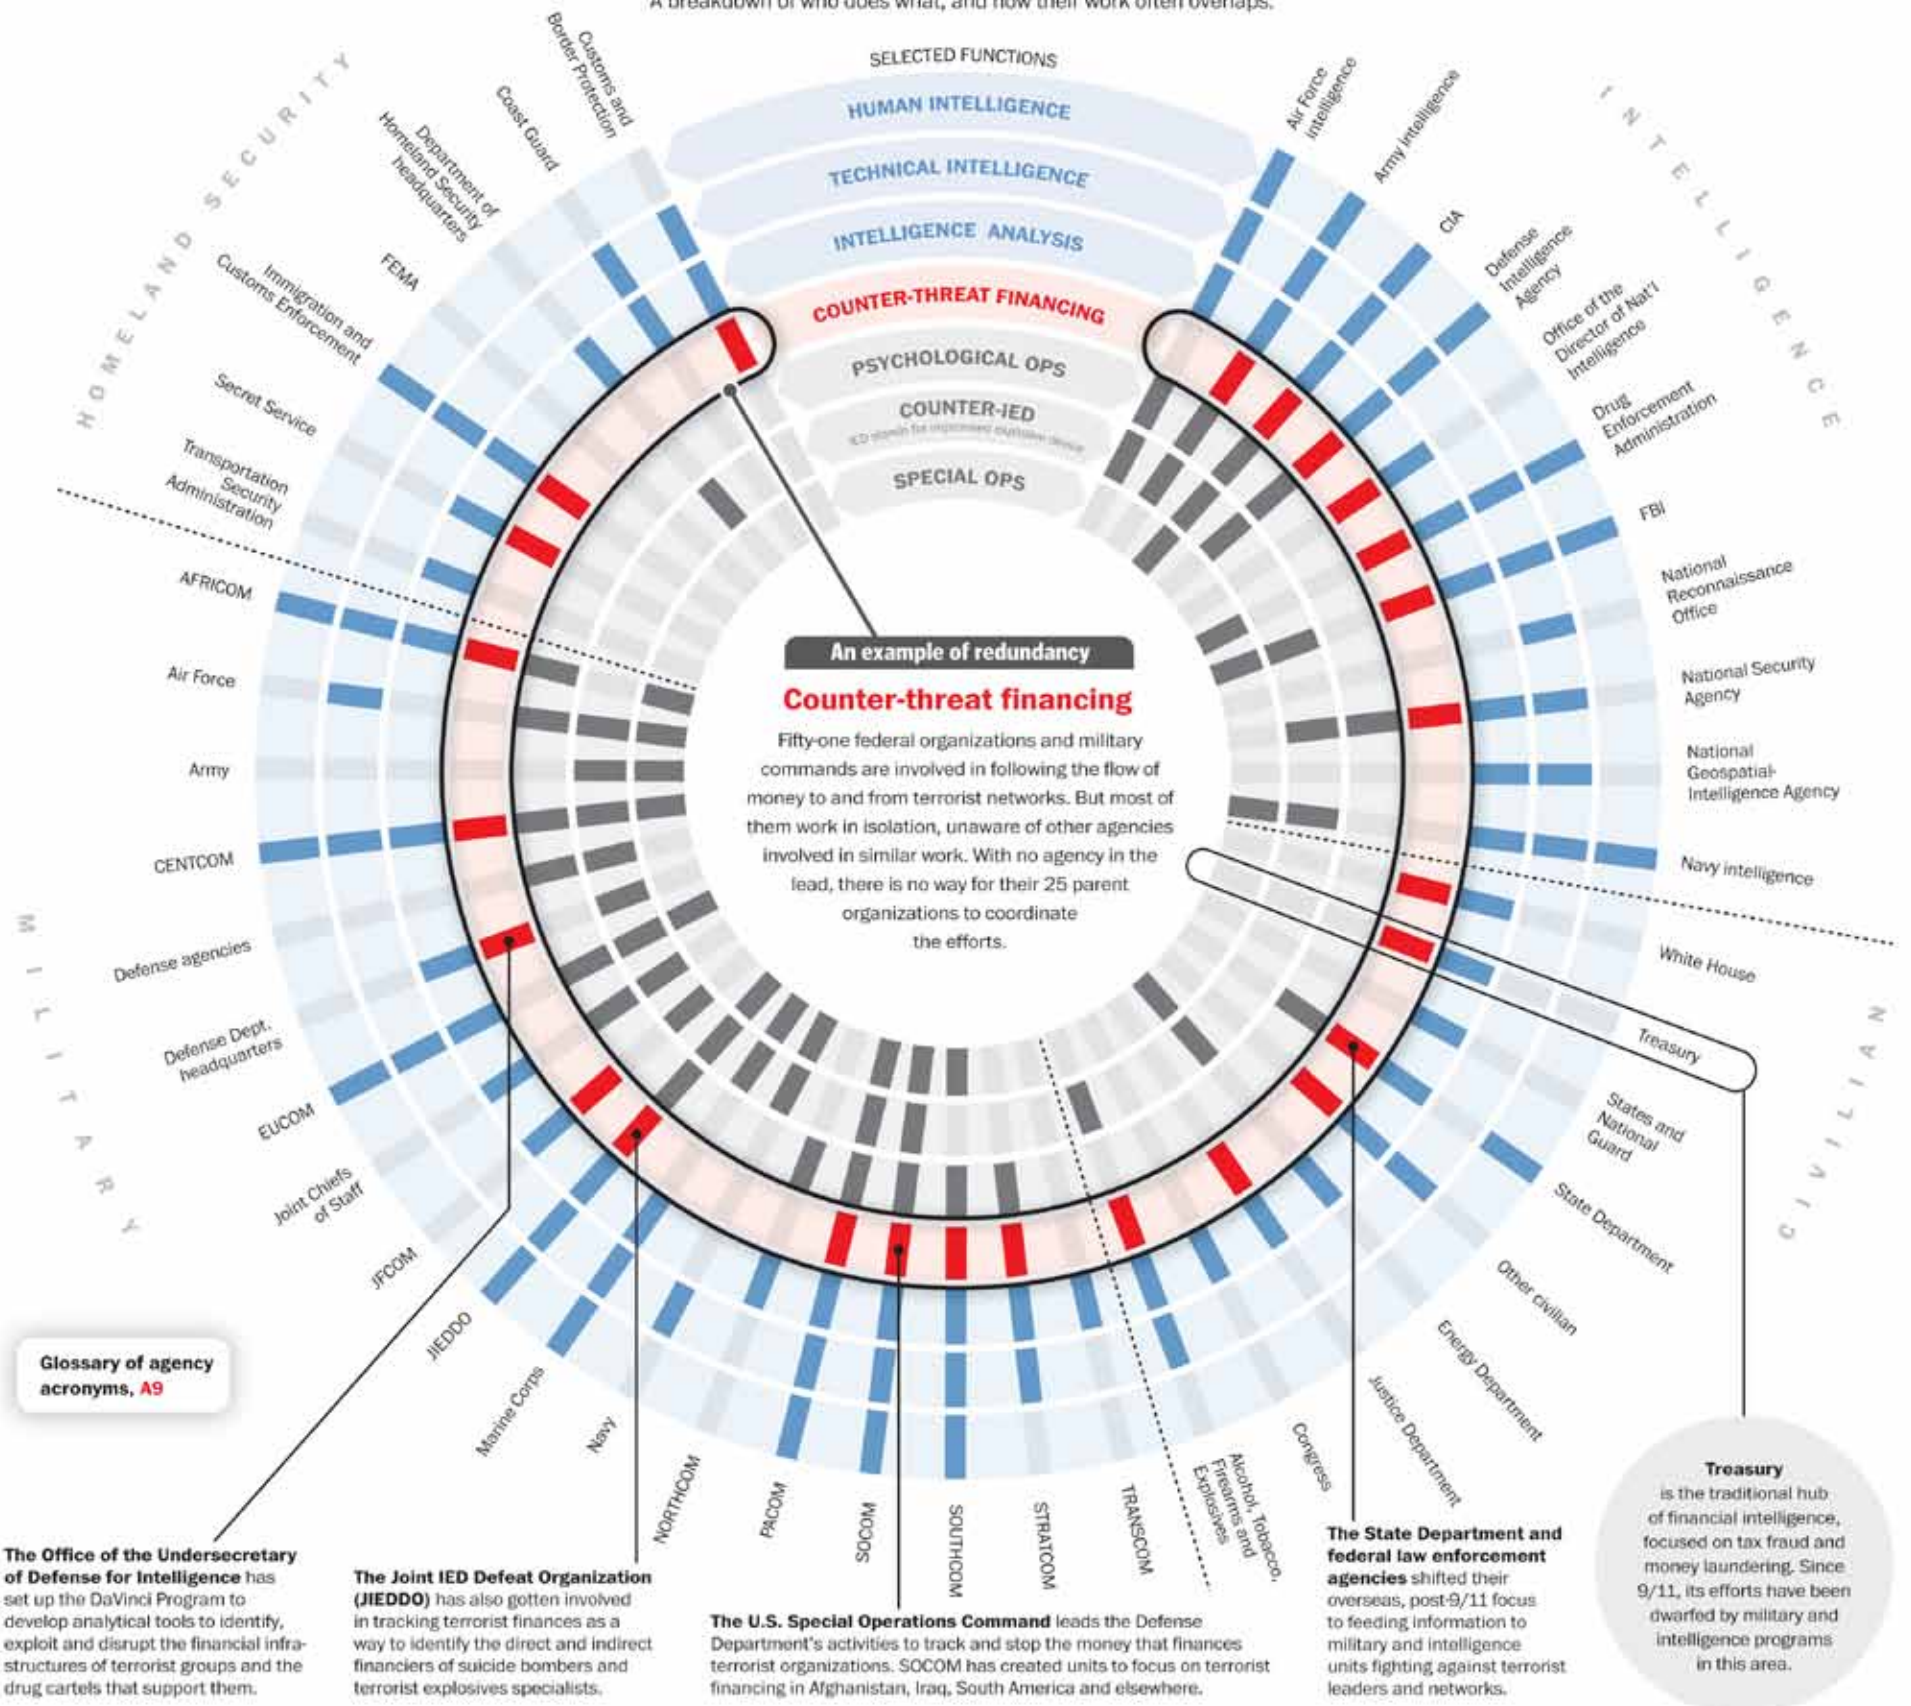 A breakdown of who does what, and how their work often overlaps.
SELECTED FUNCTIONS
HUMAN INTELLIGENCE
TECHNICAL INTELLIGENCE
INTELLIGENCE ANALYSIS
COUNTER-THREAT FINANCING
PSYCHOLOGICAL OPS
COUNTER-IED
IED stands for improvised explosive device
SPECIAL OPS
HOMELAND SECURITY
Customs and
Border Protection
Coast Guard
Department of
Homeland Security
headquarters
FEMA
Immigration and
Customs Enforcement
Secret Service
Transportation
Security
Administration
INTELLIGENCE
Air Force
Intelligence
Army Intelligence
CIA
Defense
Intelligence
Agency
Office of the
Director of Nat'l
Intelligence
Drug
Enforcement
Administration
FBI
National
Reconnaissance
Office
National Security
Agency
National
Geospatial-
Intelligence Agency
Navy intelligence
MILITARY
AFRICOM
Air Force
Army
CENTCOM
Defense agencies
Defense Dept.
headquarters
EUCOM
Joint Chiefs
of Staff
JFCOM
JIEDDO
Marine Corps
Navy
NORTHCOM
PACOM
SOCOM
SOUTHCOM
STRATCOM
TRANSCOM
CIVILIAN
White House
Treasury
States and
National
Guard
State Department
Other civilian
Energy Department
Justice Department
Congress
Alcohol, Tobacco,
Firearms and
Explosives
An example of redundancy
Counter-threat financing
Fifty-one federal organizations and military
commands are involved in following the flow of
money to and from terrorist networks. But most of
them work in isolation, unaware of other agencies
involved in similar work. With no agency in the
lead, there is no way for their 25 parent
organizations to coordinate
the efforts.
Glossary of agency
acronyms, A9
The Office of the Undersecretary
of Defense for Intelligence has
set up the DaVinci Program to
develop analytical tools to identify,
exploit and disrupt the financial infra-
structures of terrorist groups and the
drug cartels that support them.
The Joint IED Defeat Organization
(JIEDDO) has also gotten involved
in tracking terrorist finances as a
way to identify the direct and indirect
financiers of suicide bombers and
terrorist explosives specialists.
The U.S. Special Operations Command leads the Defense
Department's activities to track and stop the money that finances
terrorist organizations. SOCOM has created units to focus on terrorist
financing in Afghanistan, Iraq, South America and elsewhere.
The State Department and
federal law enforcement
agencies shifted their
overseas, post-9/11 focus
to feeding information to
military and intelligence
units fighting against terrorist
leaders and networks.
Treasury
is the traditional hub
of financial intelligence,
focused on tax fraud and
money laundering. Since
9/11, its efforts have been
dwarfed by military and
intelligence programs
in this area.